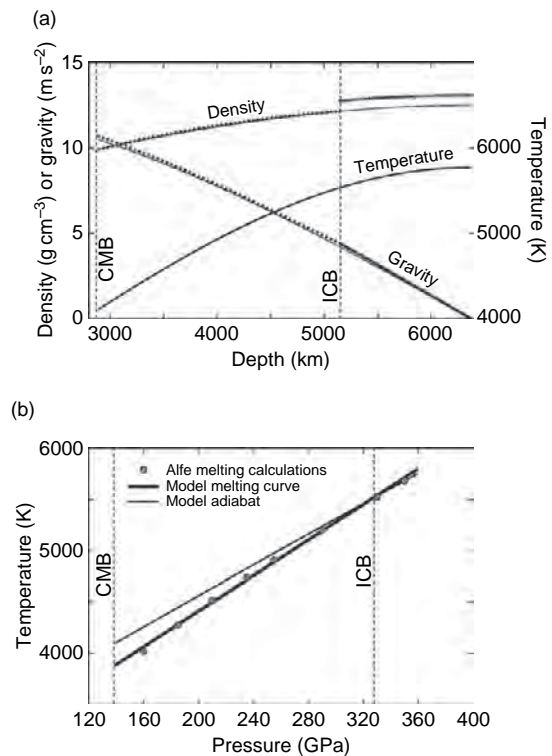 (a)
Density (g cm⁻³) or gravity (m s⁻²)
15
10
5
0
Density
Temperature
Gravity
CMB
ICB
6000
5000
4000
Temperature (K)
3000 4000 5000 6000
Depth (km)
(b)
Temperature (K)
6000
5000
4000
Alfe melting calculations
Model melting curve
Model adiabat
CMB
ICB
120 160 200 240 280 320 360 400
Pressure (GPa)